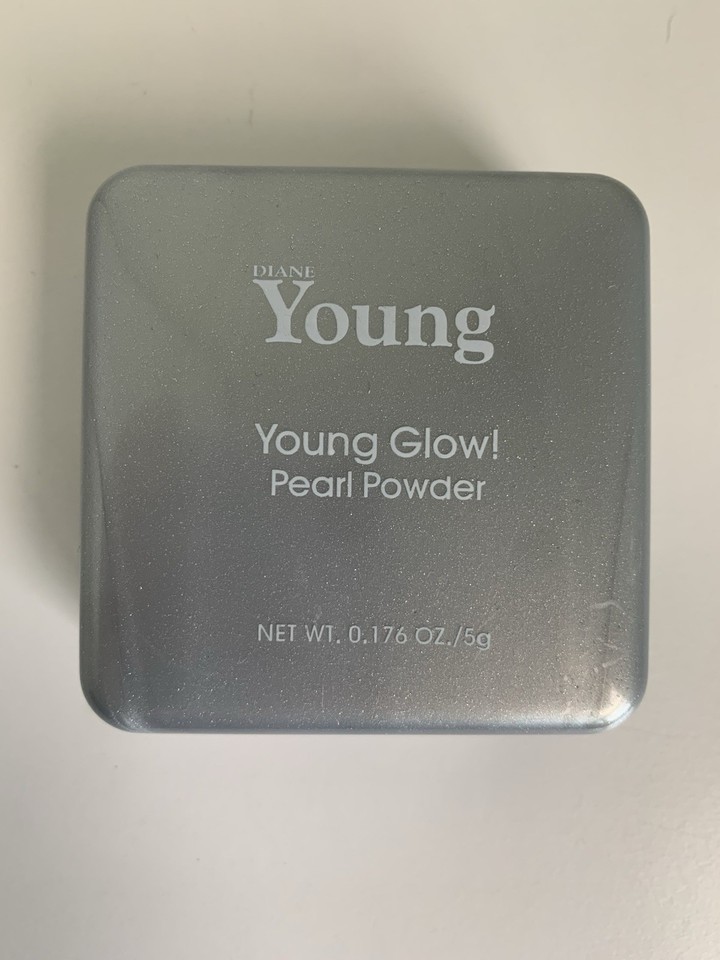 DIANE
Young
Young Glow!
Pearl Powder
NET WT. 0.176 OZ./5g